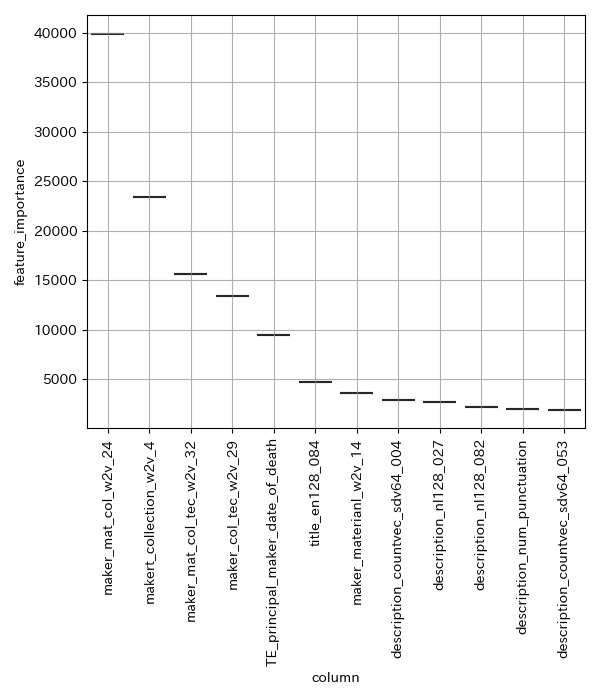 40000
35000
30000
25000
20000
15000
10000
5000
feature_importance
maker_mat_col_w2v_24
makert_collection_w2v_4
maker_mat_col_tec_w2v_32
maker_col_tec_w2v_29
TE_principal_maker_date_of_death
title_en128_084
maker_materianl_w2v_14
description_countvec_sdv64_004
description_nl128_027
description_nl128_082
description_num_punctuation
description_countvec_sdv64_053
column